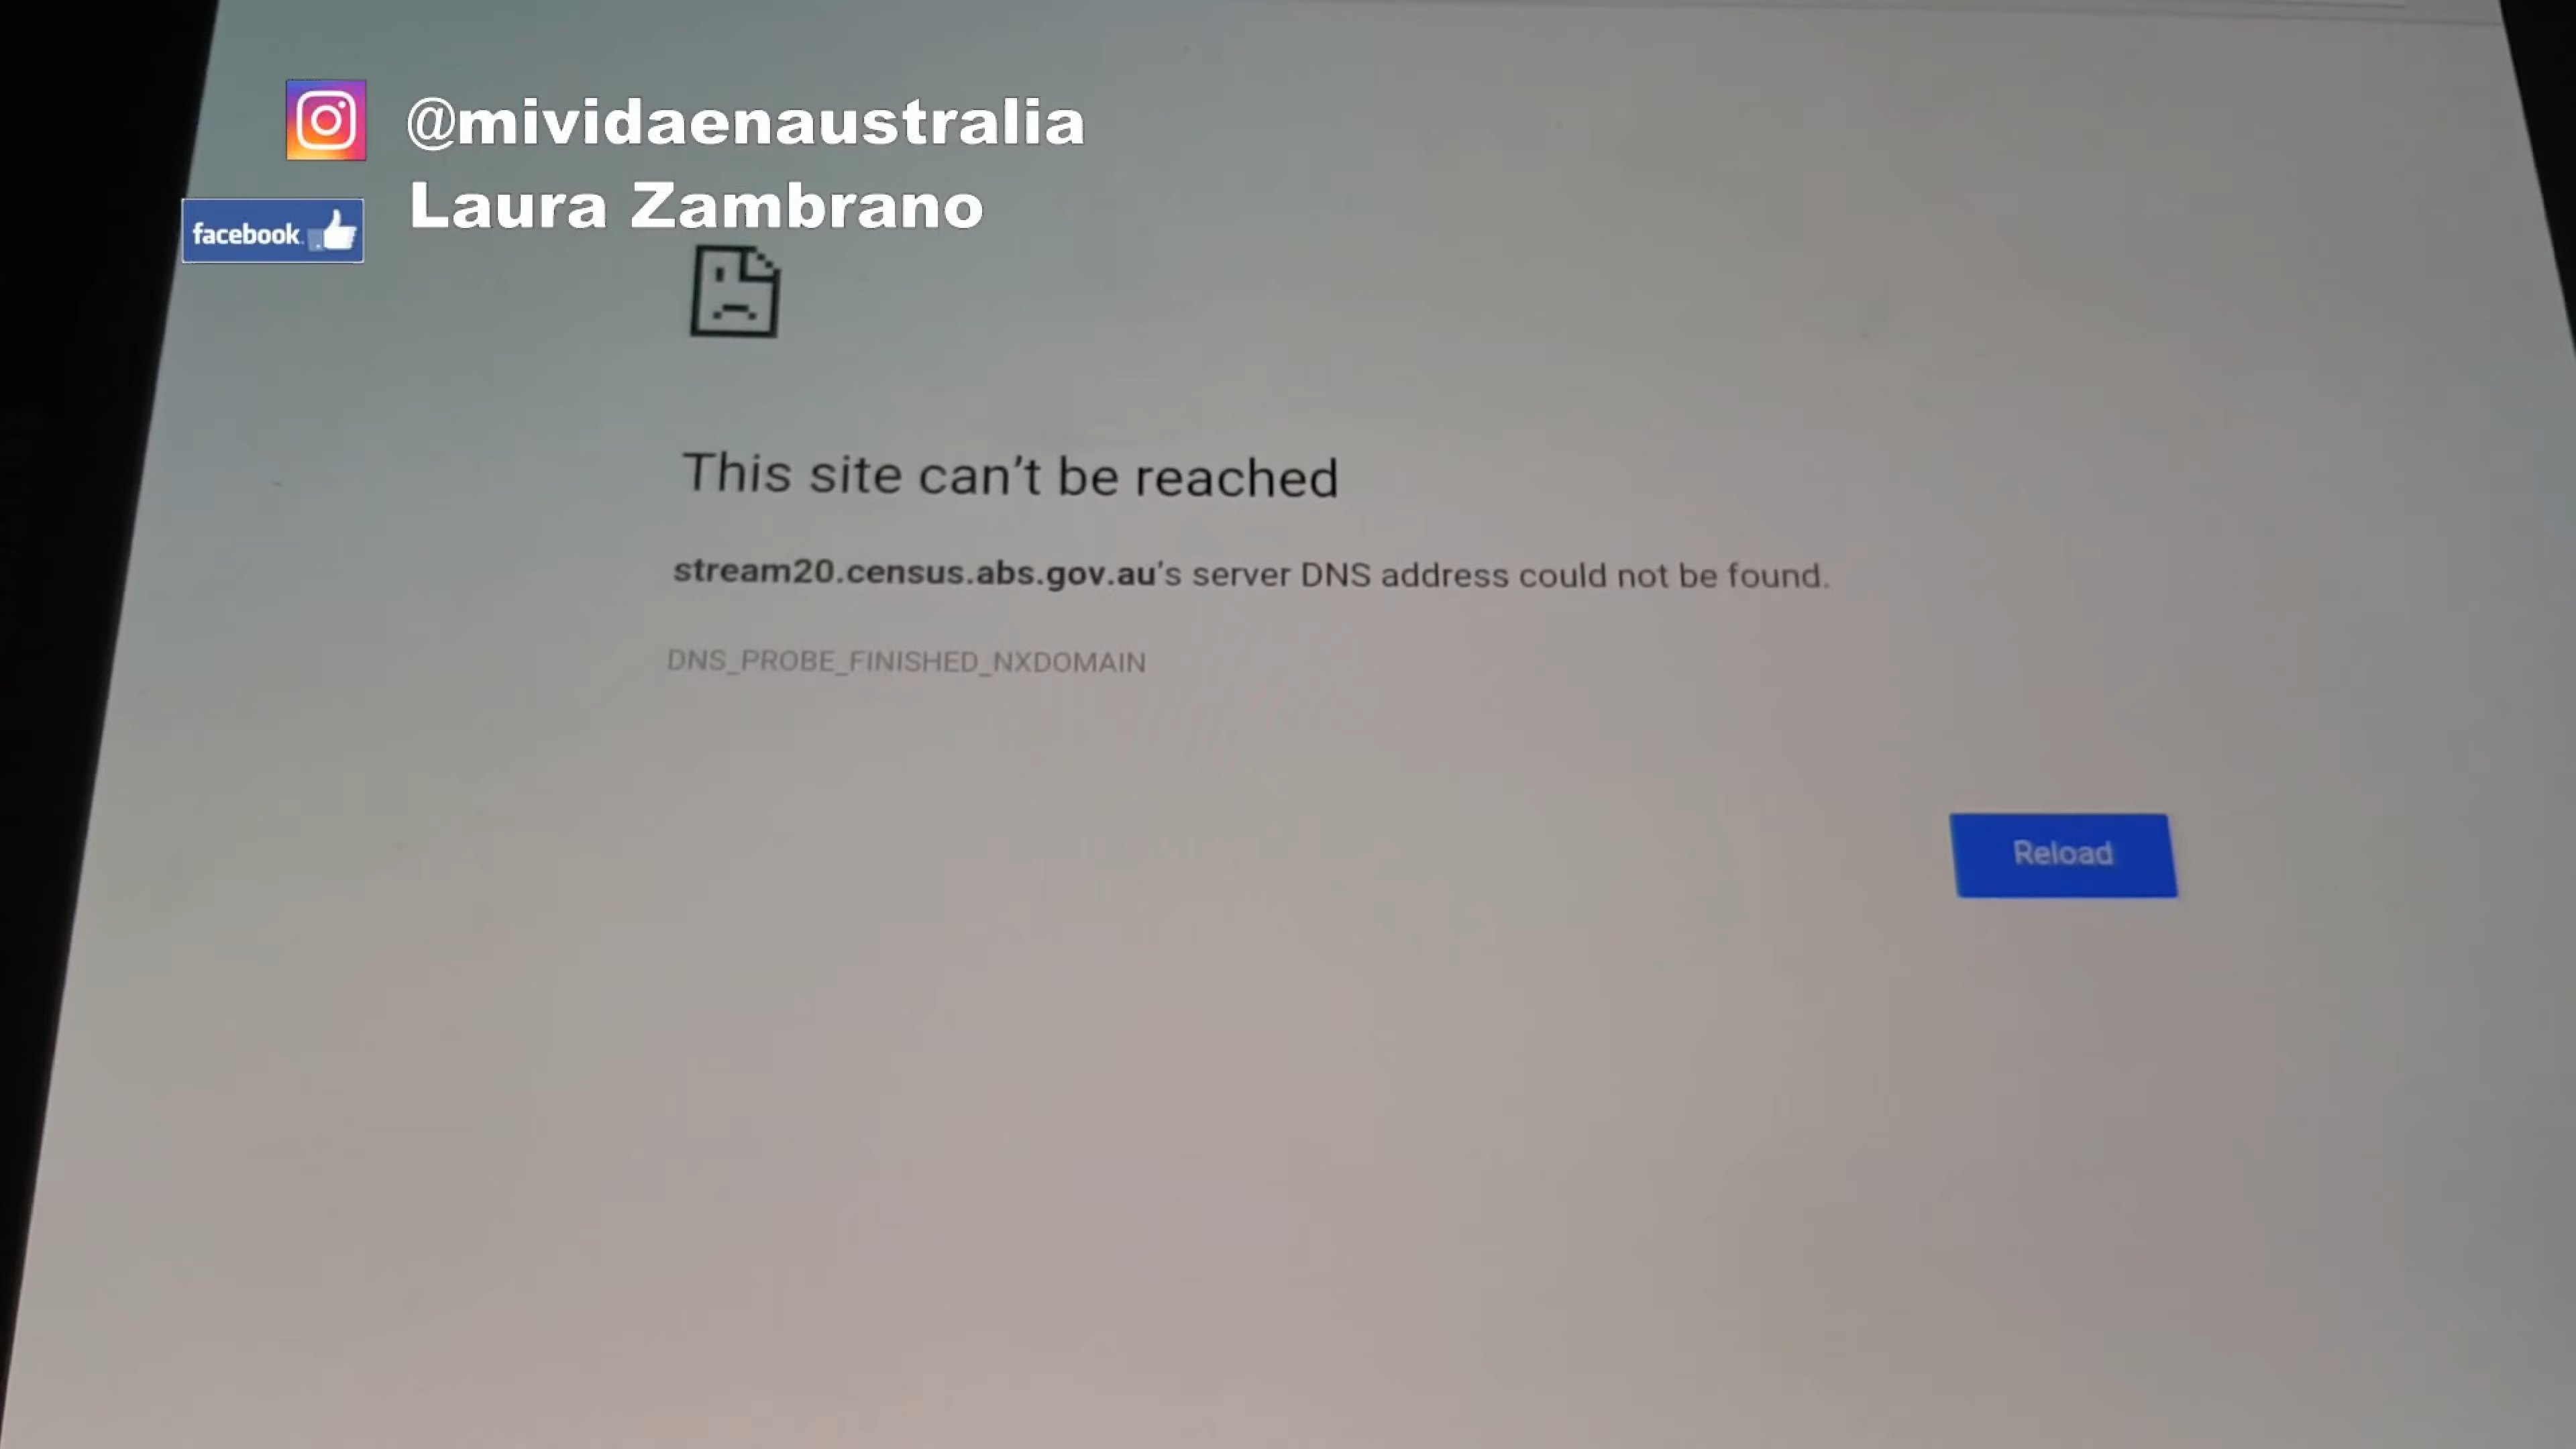 @mividaenaustralia
facebook
Laura Zambrano
This site can't be reached
stream20.census.abs.gov.au's server DNS address could not be found.
DNS_PROBE_FINISHED_NXDOMAIN
Reload